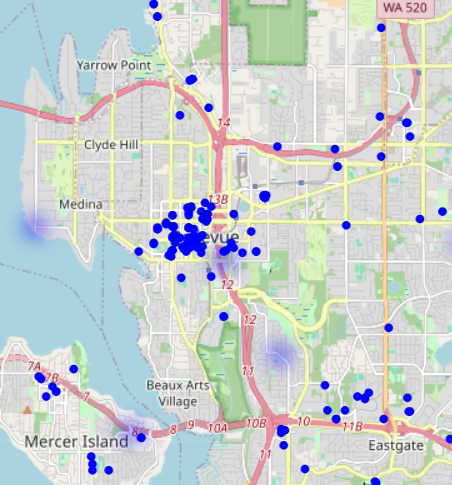 WA 520
Yarrow Point
14
Clyde Hill
Medina
13B
evue
12
12
7A
7B
11
7
Beaux Arts
Village
8
8
9
10A
10B
10
11B
Mercer Island
Eastgate
11